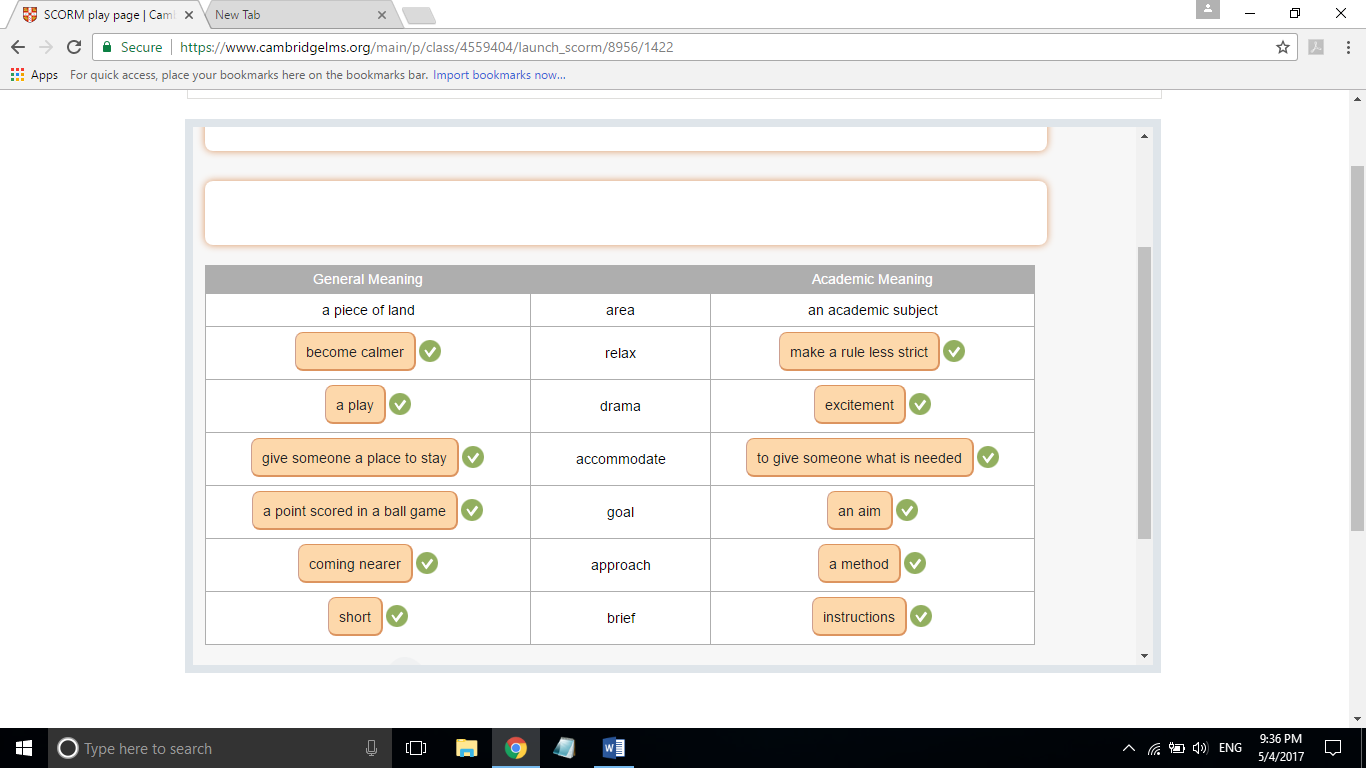 SCORM play page | Cam
New Tab
Secure
https://www.cambridgelms.org/main/p/class/4559404/launch_scorm/8956/1422
Apps For quick access, place your bookmarks here on the bookmarks bar. Import bookmarks now...
General Meaning Academic Meaning
a piece of land area an academic subject
become calmer relax make a rule less strict
a play drama excitement
give someone a place to stay accommodate to give someone what is needed
a point scored in a ball game goal an aim
coming nearer approach a method
short brief instructions
Type here to search
ENG
9:36 PM
5/4/2017